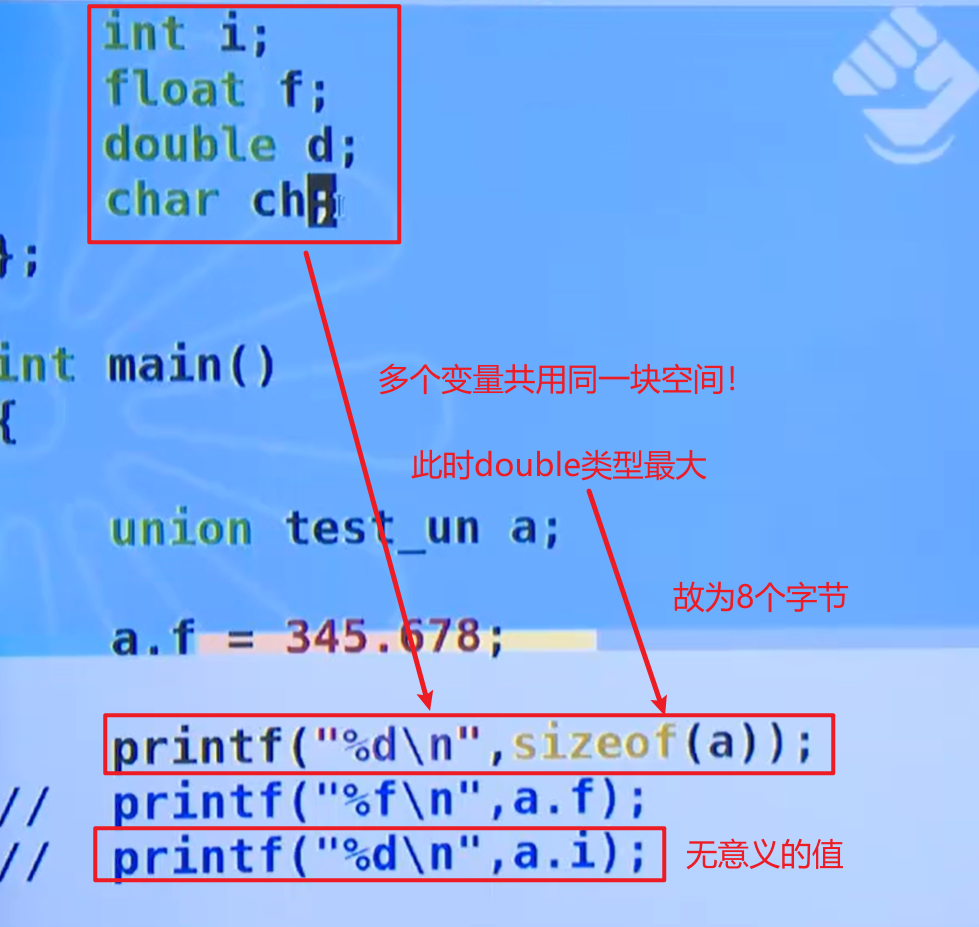 int i;
float f;
double d;
char ch;
};
int main()
{
多个变量共用同一块空间!
此时double类型最大
union test_un a;
故为8个字节
a.f = 345.678;
printf("%d\n",sizeof(a));
// printf("%f\n",a.f);
// printf("%d\n",a.i);
无意义的值